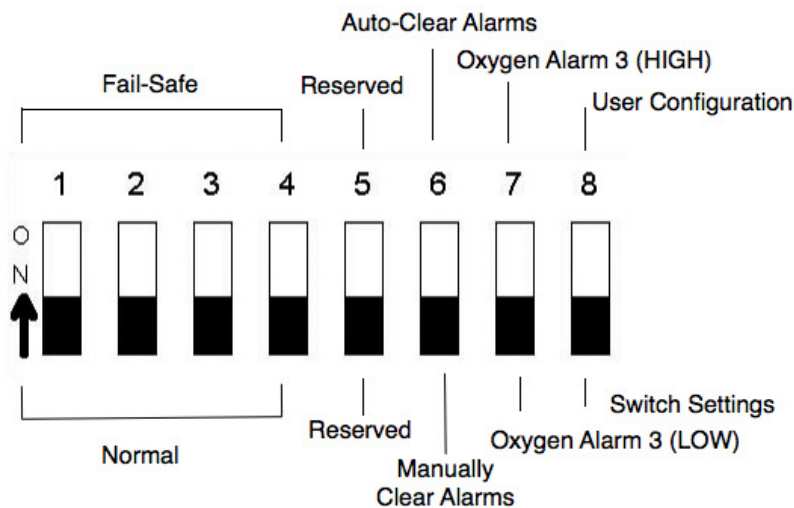 Auto-Clear Alarms
Oxygen Alarm 3 (HIGH)
Fail-Safe
Reserved
User Configuration
1 2 3 4 5 6 7 8
O
N
Switch Settings
Reserved
Oxygen Alarm 3 (LOW)
Normal
Manually
Clear Alarms